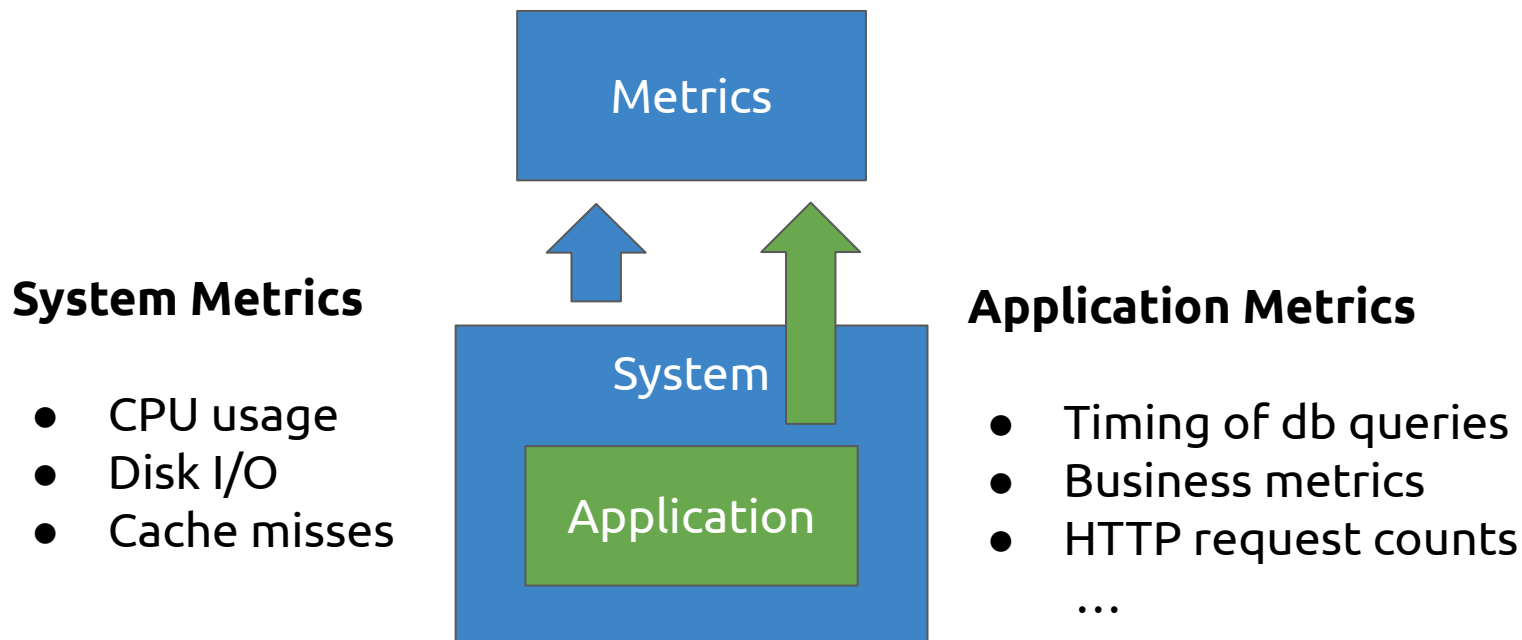 Metrics
System Metrics
● CPU usage
● Disk I/O
● Cache misses
System
Application
Application Metrics
● Timing of db queries
● Business metrics
● HTTP request counts
…